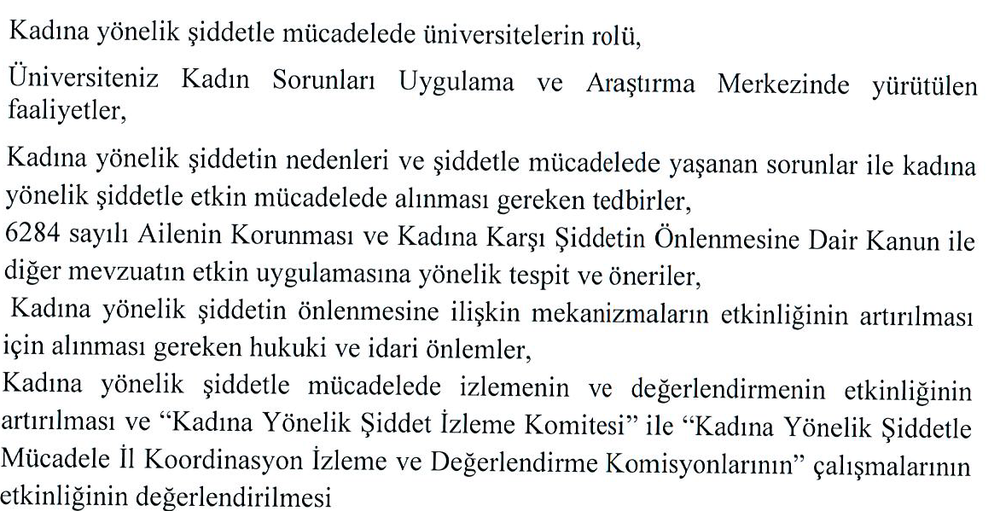 Kadına yönelik şiddetle mücadelede üniversitelerin rolü,
Üniversiteniz Kadın Sorunları Uygulama ve Araştırma Merkezinde yürütülen
faaliyetler,
Kadına yönelik şiddetin nedenleri ve şiddetle mücadelede yaşanan sorunlar ile kadına
yönelik şiddetle etkin mücadelede alınması gereken tedbirler,
6284 sayılı Ailenin Korunması ve Kadına Karşı Şiddetin Önlenmesine Dair Kanun ile
diğer mevzuatın etkin uygulamasına yönelik tespit ve öneriler,
Kadına yönelik şiddetin önlenmesine ilişkin mekanizmaların etkinliğinin artırılması
için alınması gereken hukuki ve idari önlemler,
Kadına yönelik şiddetle mücadelede izlemenin ve değerlendirmenin etkinliğinin
artırılması ve “Kadına Yönelik Şiddet İzleme Komitesi” ile “Kadına Yönelik Şiddetle
Mücadele İl Koordinasyon İzleme ve Değerlendirme Komisyonlarının” çalışmalarının
etkinliğinin değerlendirilmesi